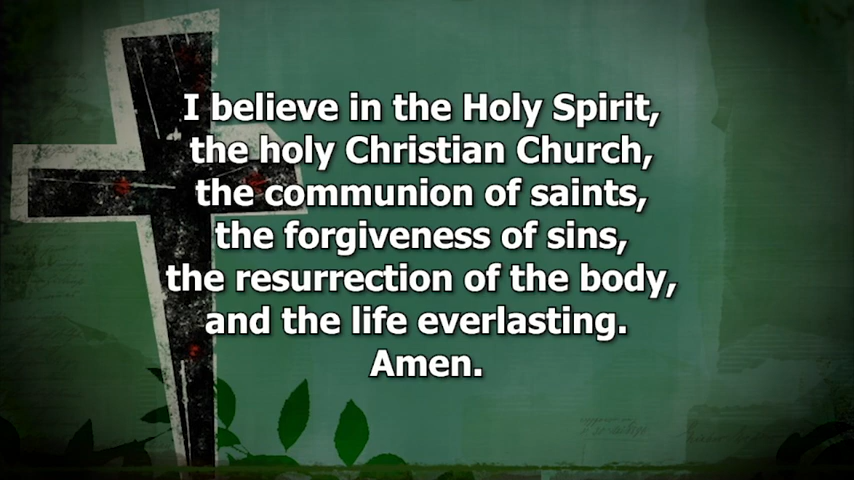 I believe in the Holy Spirit,
the holy Christian Church,
the communion of saints,
the forgiveness of sins,
the resurrection of the body,
and the life everlasting.
Amen.